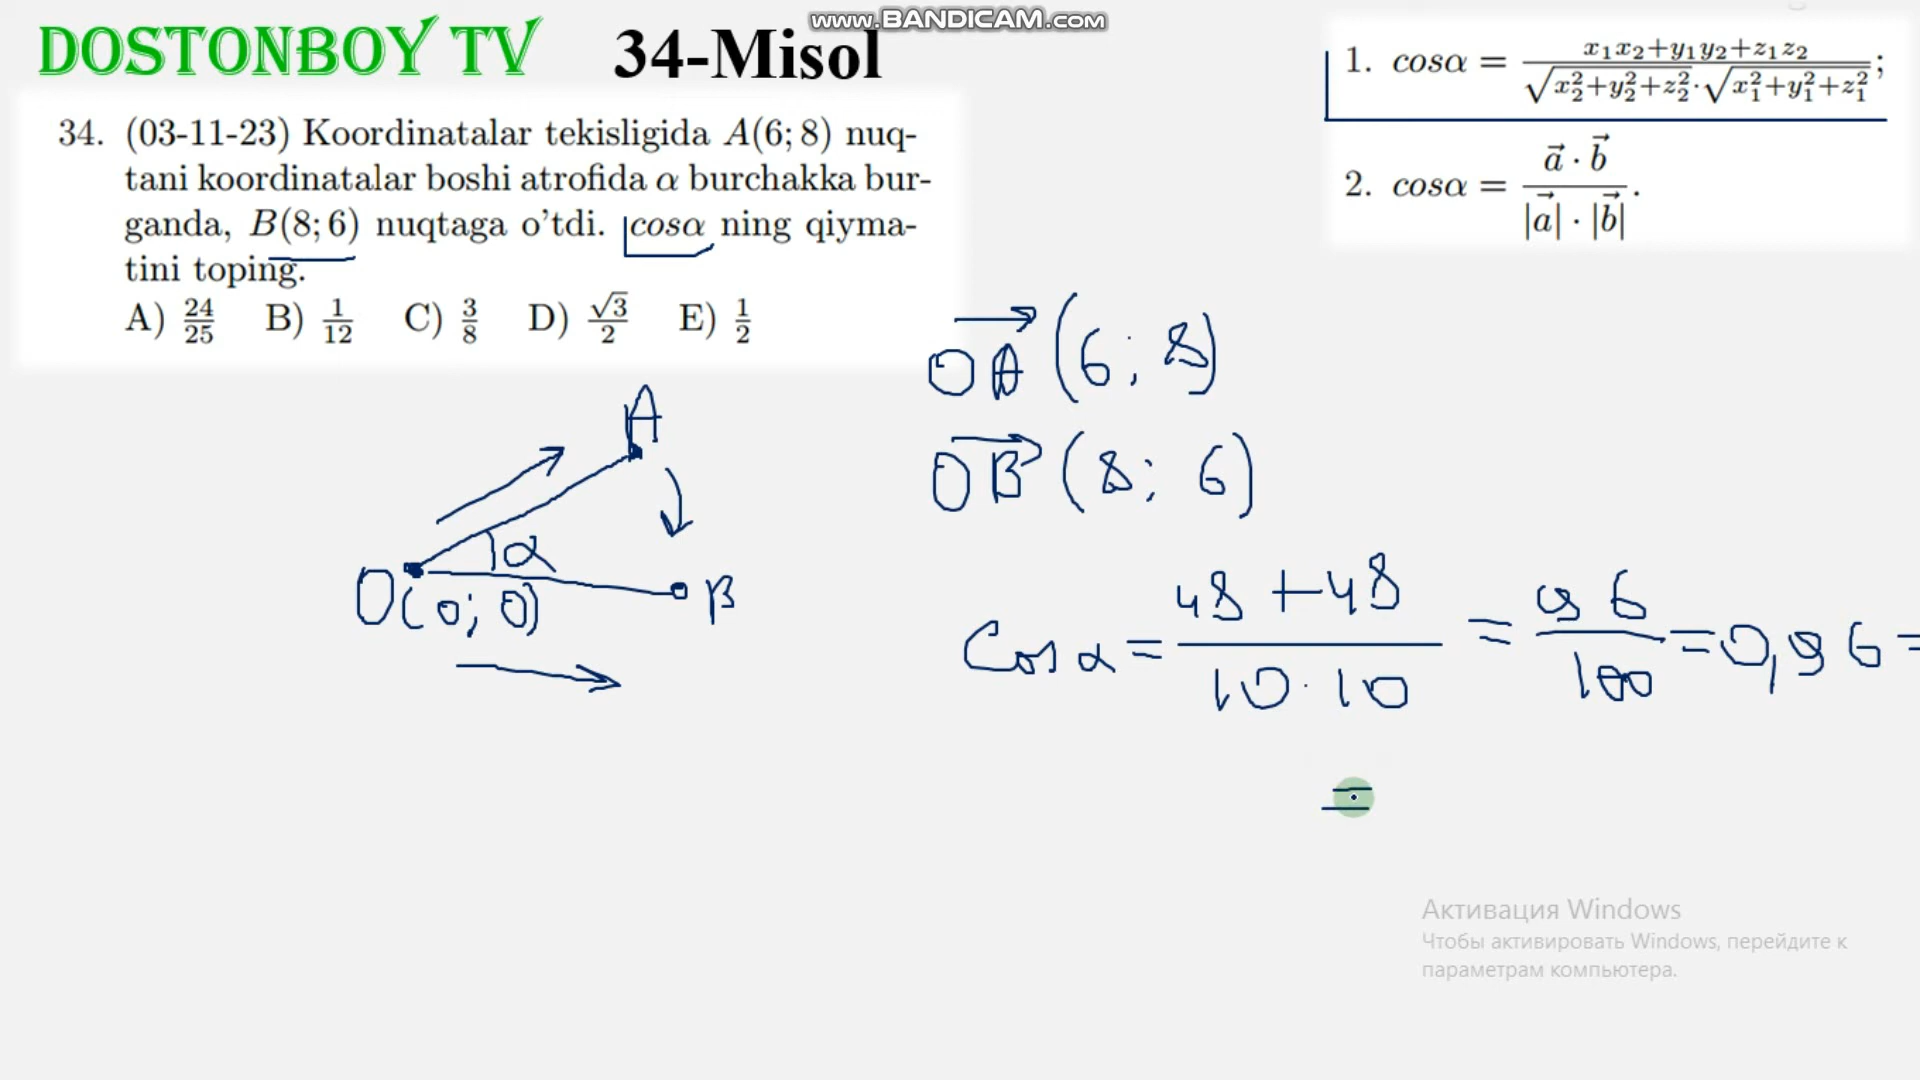 www.BANDICAM.com
DOSTONBOY TV
34-Misol
34. (03-11-23) Koordinatalar tekisligida A(6; 8) nuq-
tani koordinatalar boshi atrofida α burchakka bur-
ganda, B(8; 6) nuqtaga o'tdi. cosα ning qiyma-
tini toping.
A) 24/25 B) 1/12 C) 3/8 D) √3/2 E) 1/2
1. cosα = (x₁x₂+y₁y₂+z₁z₂)/(√(x₂²+y₂²+z₂²)·√(x₁²+y₁²+z₁²));
2. cosα = (a⃗ · b⃗)/(|a⃗| · |b⃗|).
A
α
O(0; 0)
B
OA (6; 8)
OB (8; 6)
Cos α = (48 + 48)/(10 · 10) = 96/100 = 0,96 =
=
Активация Windows
Чтобы активировать Windows, перейдите к
параметрам компьютера.